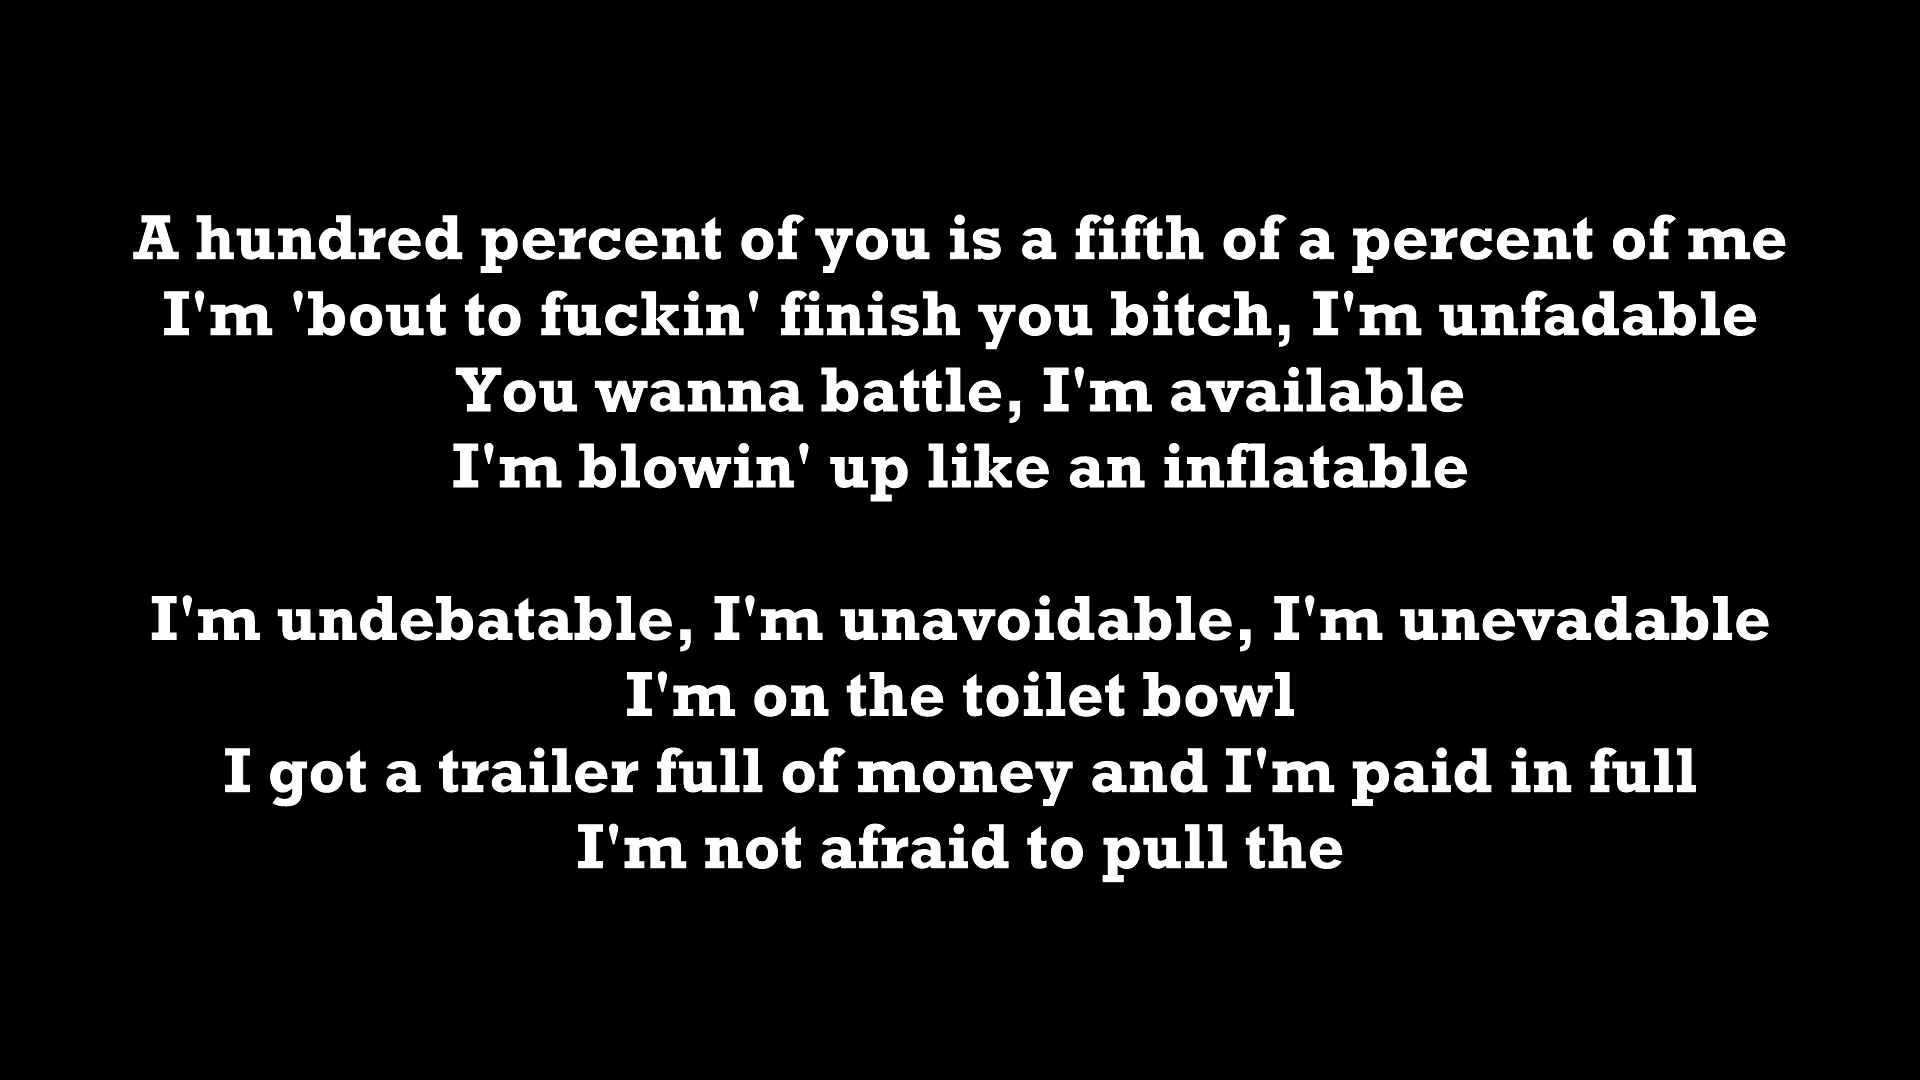 A hundred percent of you is a fifth of a percent of me
I'm 'bout to fuckin' finish you bitch, I'm unfadable
You wanna battle, I'm available
I'm blowin' up like an inflatable
I'm undebatable, I'm unavoidable, I'm unevadable
I'm on the toilet bowl
I got a trailer full of money and I'm paid in full
I'm not afraid to pull the